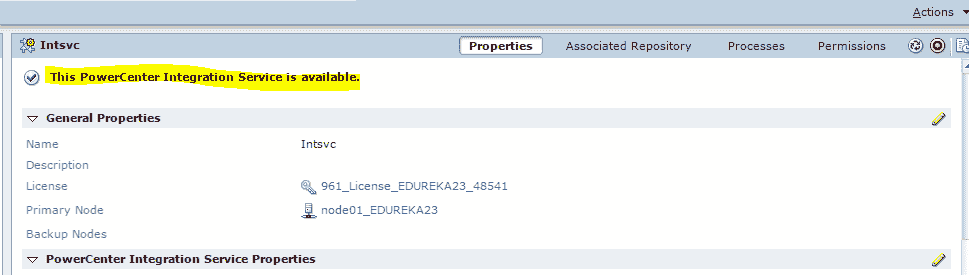 Actions
Intsvc Properties Associated Repository Processes Permissions
This PowerCenter Integration Service is available.
General Properties
Name Intsvc
Description
License 961_License_EDUREKA23_48541
Primary Node node01_EDUREKA23
Backup Nodes
PowerCenter Integration Service Properties